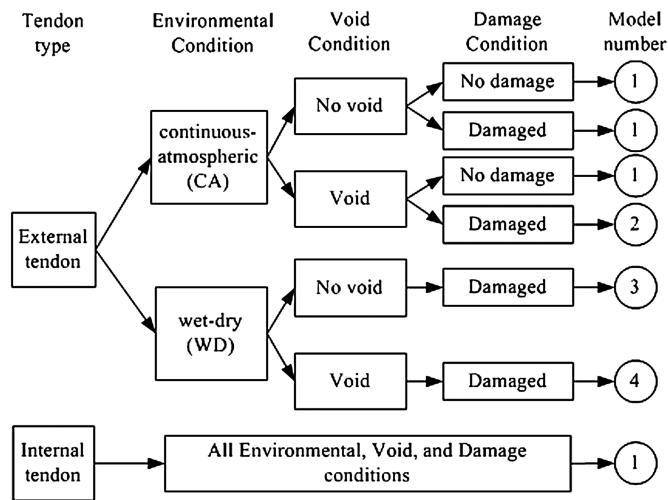 Tendon type
Environmental Condition
Void Condition
Damage Condition
Model number
External tendon
continuous-atmospheric (CA)
No void
No damage
1
Damaged
1
Void
No damage
1
Damaged
2
wet-dry (WD)
No void
Damaged
3
Void
Damaged
4
Internal tendon
All Environmental, Void, and Damage conditions
1